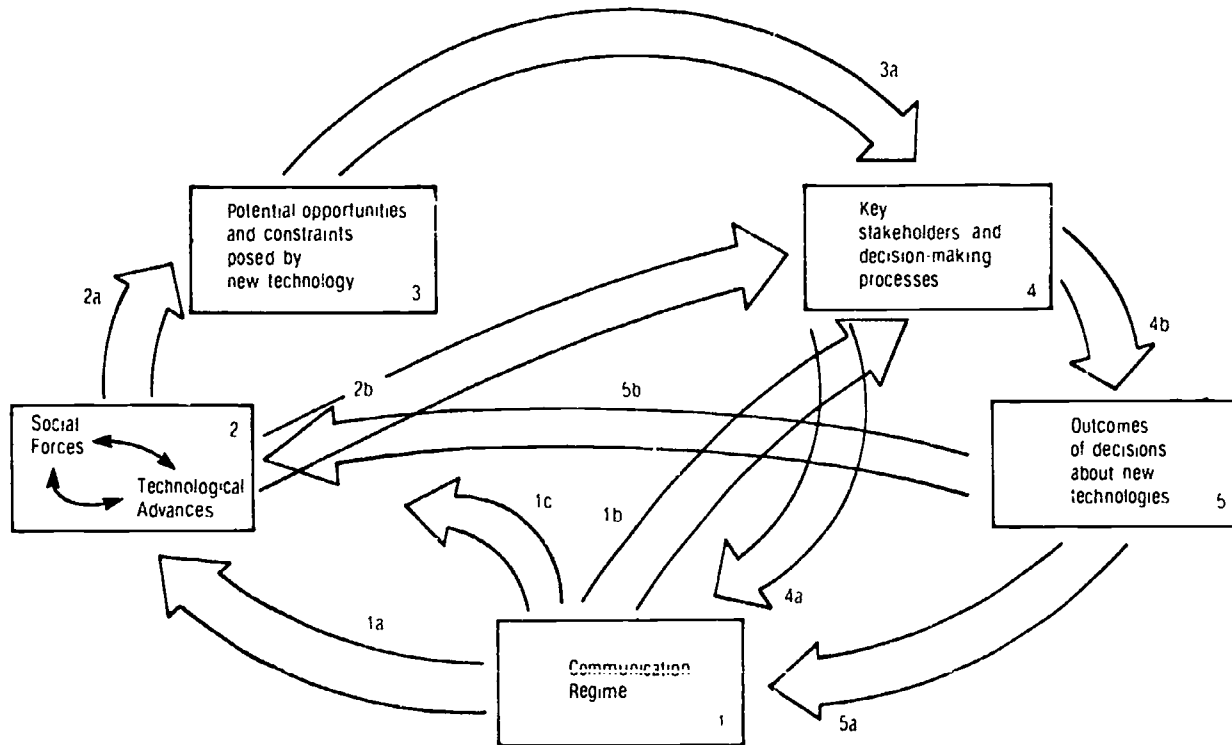 3a
Potential opportunities
and constraints
posed by
new technology
3
Key
stakeholders and
decision-making
processes
4
2a
4b
2b
5b
Social
Forces
2
Technological
Advances
Outcomes
of decisions
about new
technologies
5
1c
1b
4a
1a
Communication
Regime
1
5a